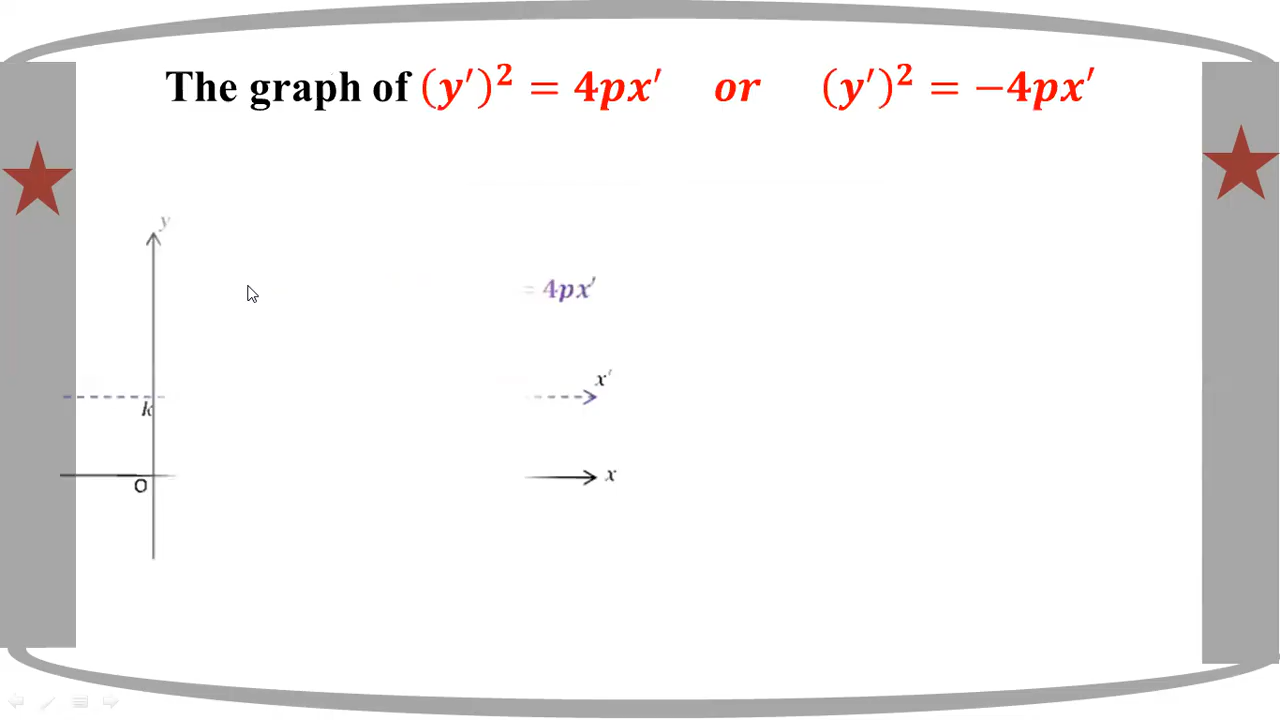 The graph of (y′)² = 4px′ or (y′)² = −4px′
y
= 4px′
x′
k
x
O